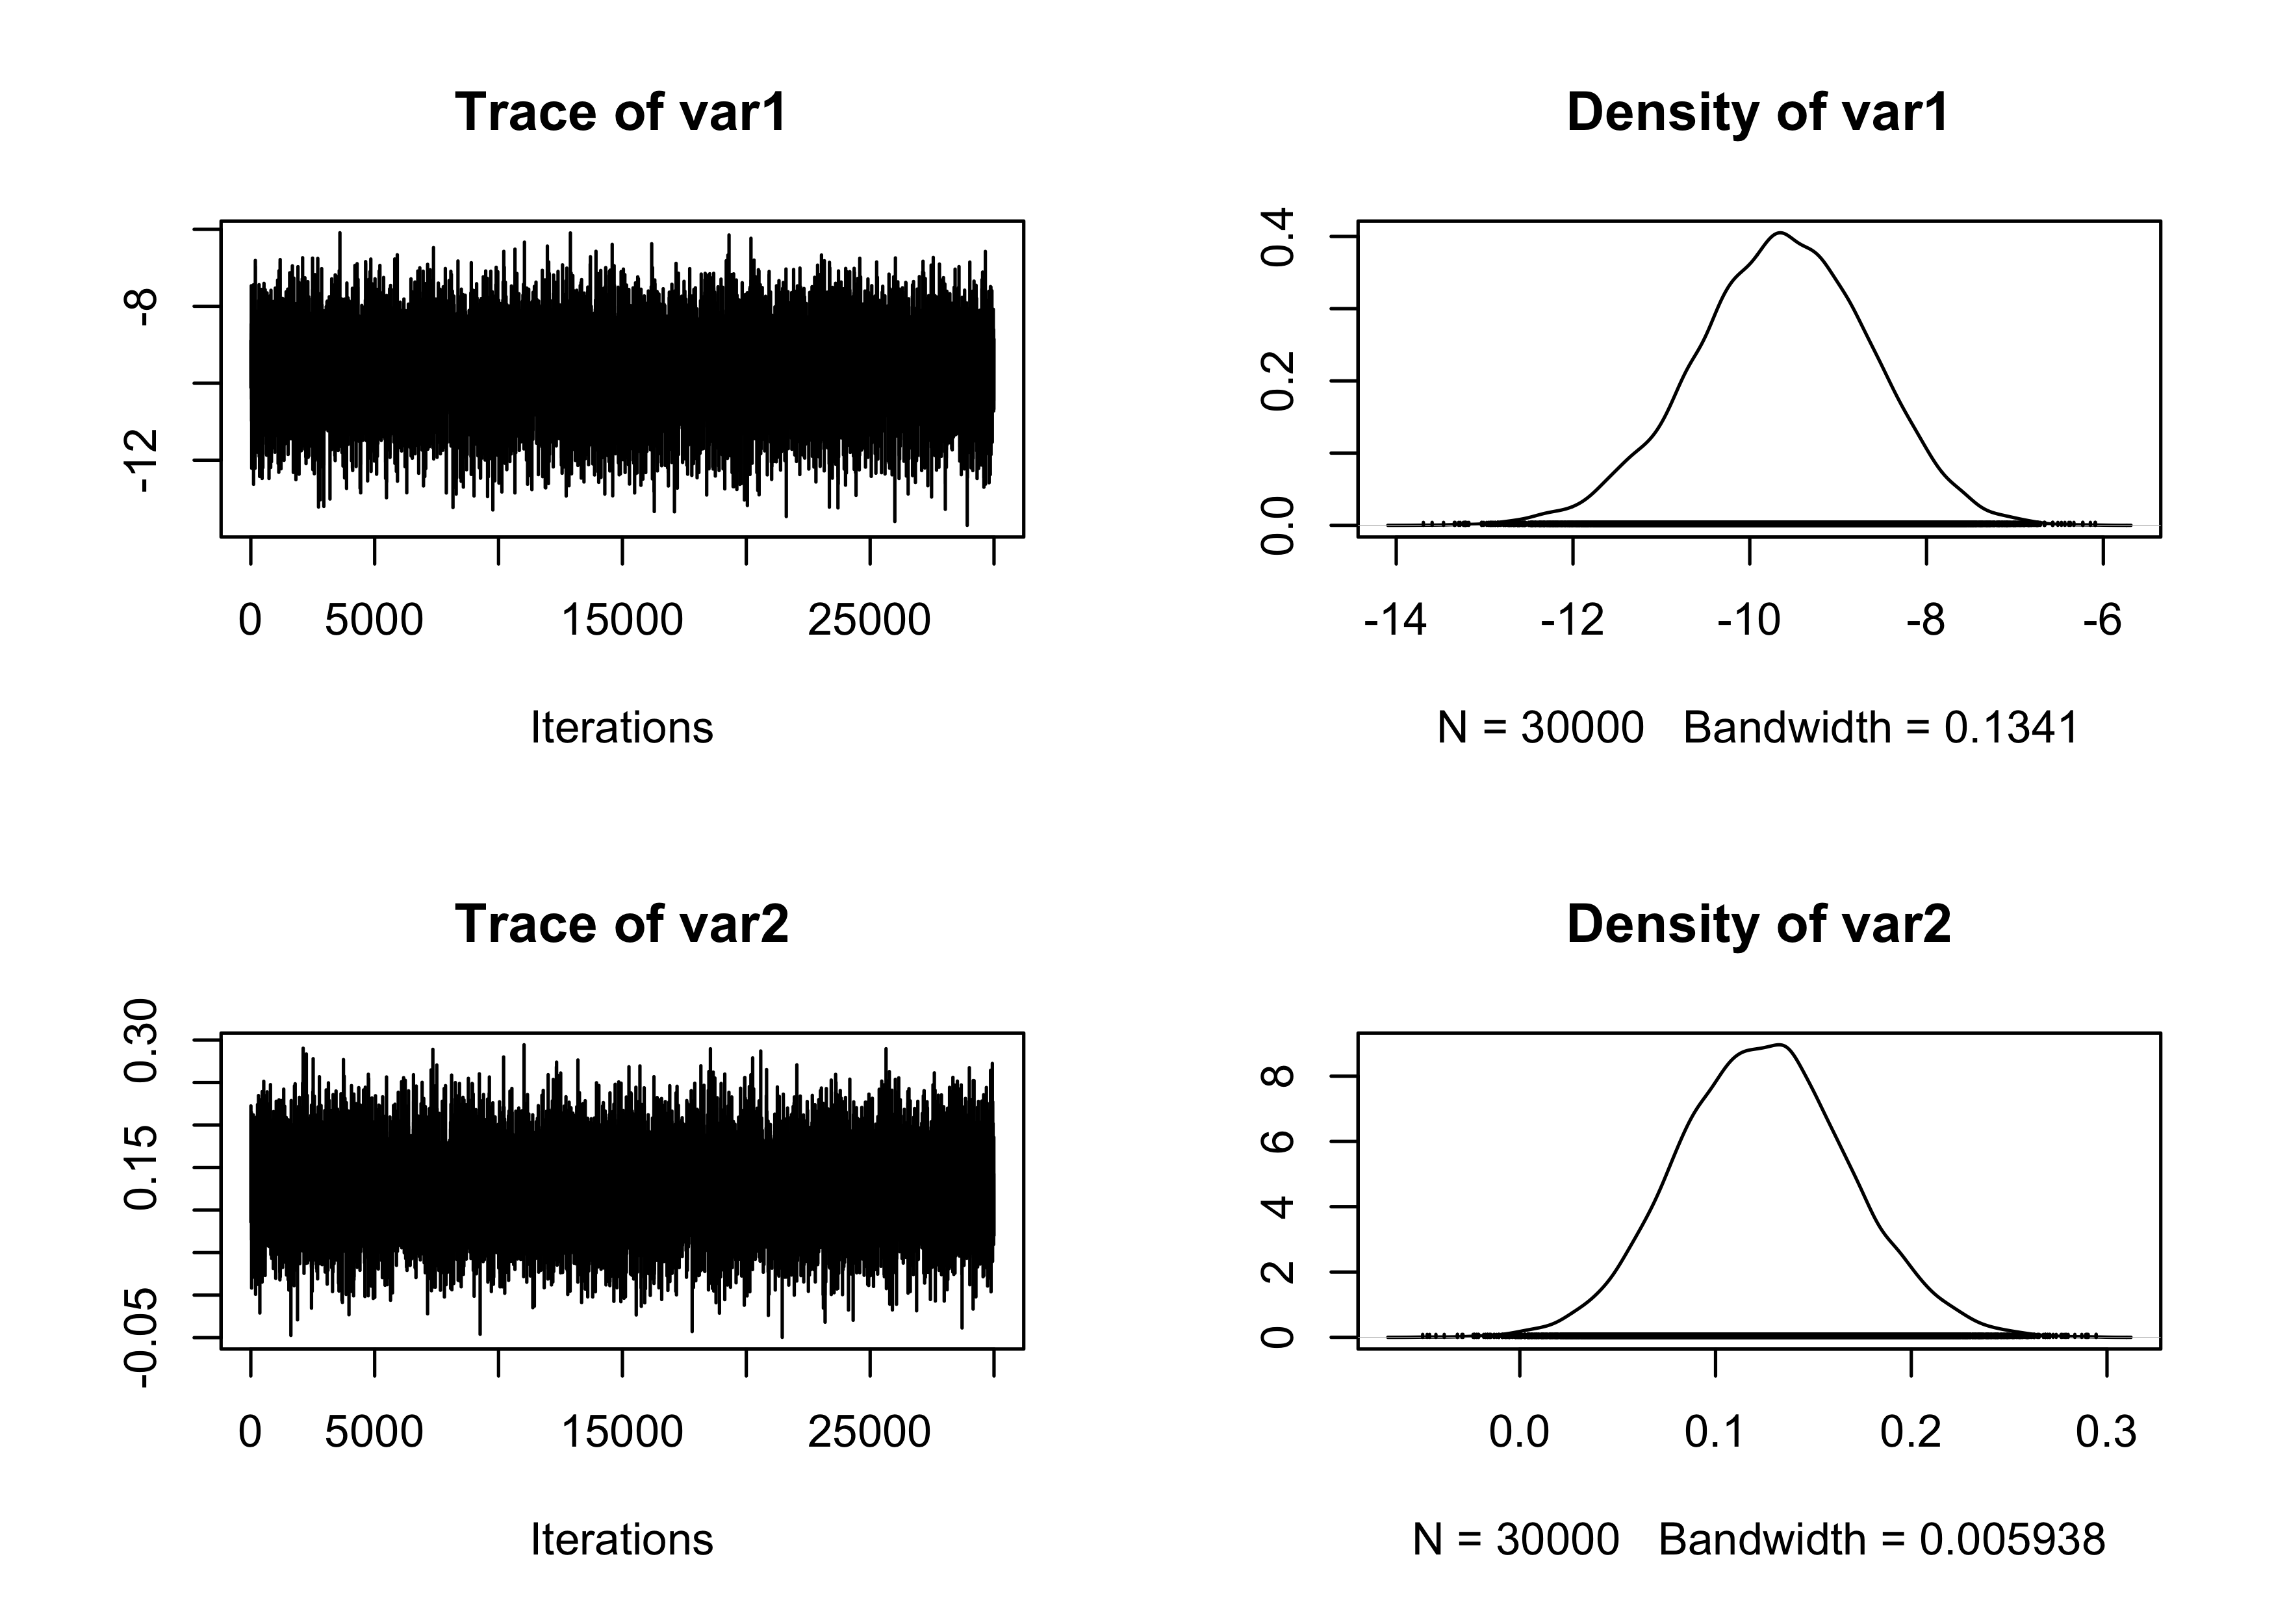 Trace of var1
-8
-12
0 5000 15000 25000
Iterations
Density of var1
0.4
0.2
0.0
-14 -12 -10 -8 -6
N = 30000 Bandwidth = 0.1341
Trace of var2
0.30
0.15
-0.05
0 5000 15000 25000
Iterations
Density of var2
8
6
4
2
0
0.0 0.1 0.2 0.3
N = 30000 Bandwidth = 0.005938